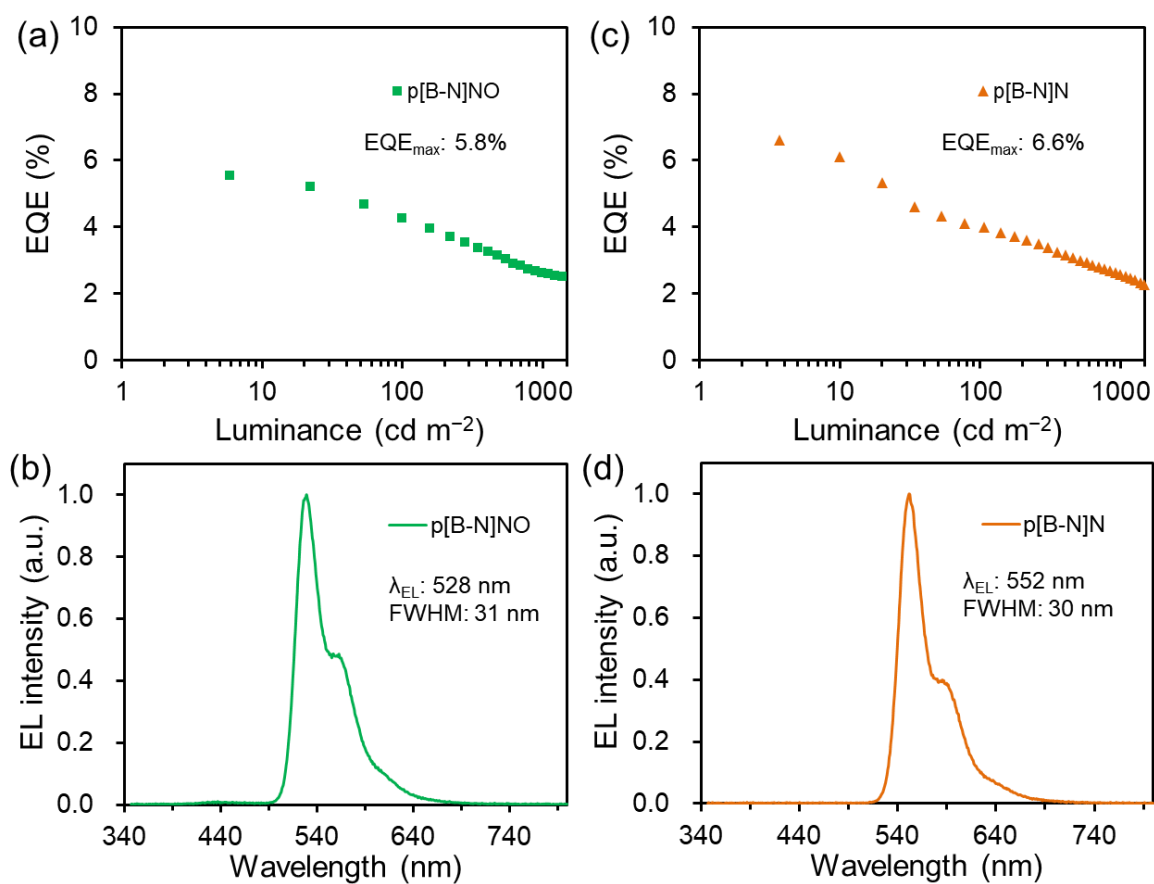 (a)
10
8
6
4
2
0
EQE (%)
p[B-N]NO
EQEmax: 5.8%
1 10 100 1000
Luminance (cd m−2)
(c)
10
8
6
4
2
0
EQE (%)
p[B-N]N
EQEmax: 6.6%
1 10 100 1000
Luminance (cd m−2)
(b)
1.0
0.8
0.6
0.4
0.2
0.0
EL intensity (a.u.)
p[B-N]NO
λEL: 528 nm
FWHM: 31 nm
340 440 540 640 740
Wavelength (nm)
(d)
1.0
0.8
0.6
0.4
0.2
0.0
EL intensity (a.u.)
p[B-N]N
λEL: 552 nm
FWHM: 30 nm
340 440 540 640 740
Wavelength (nm)